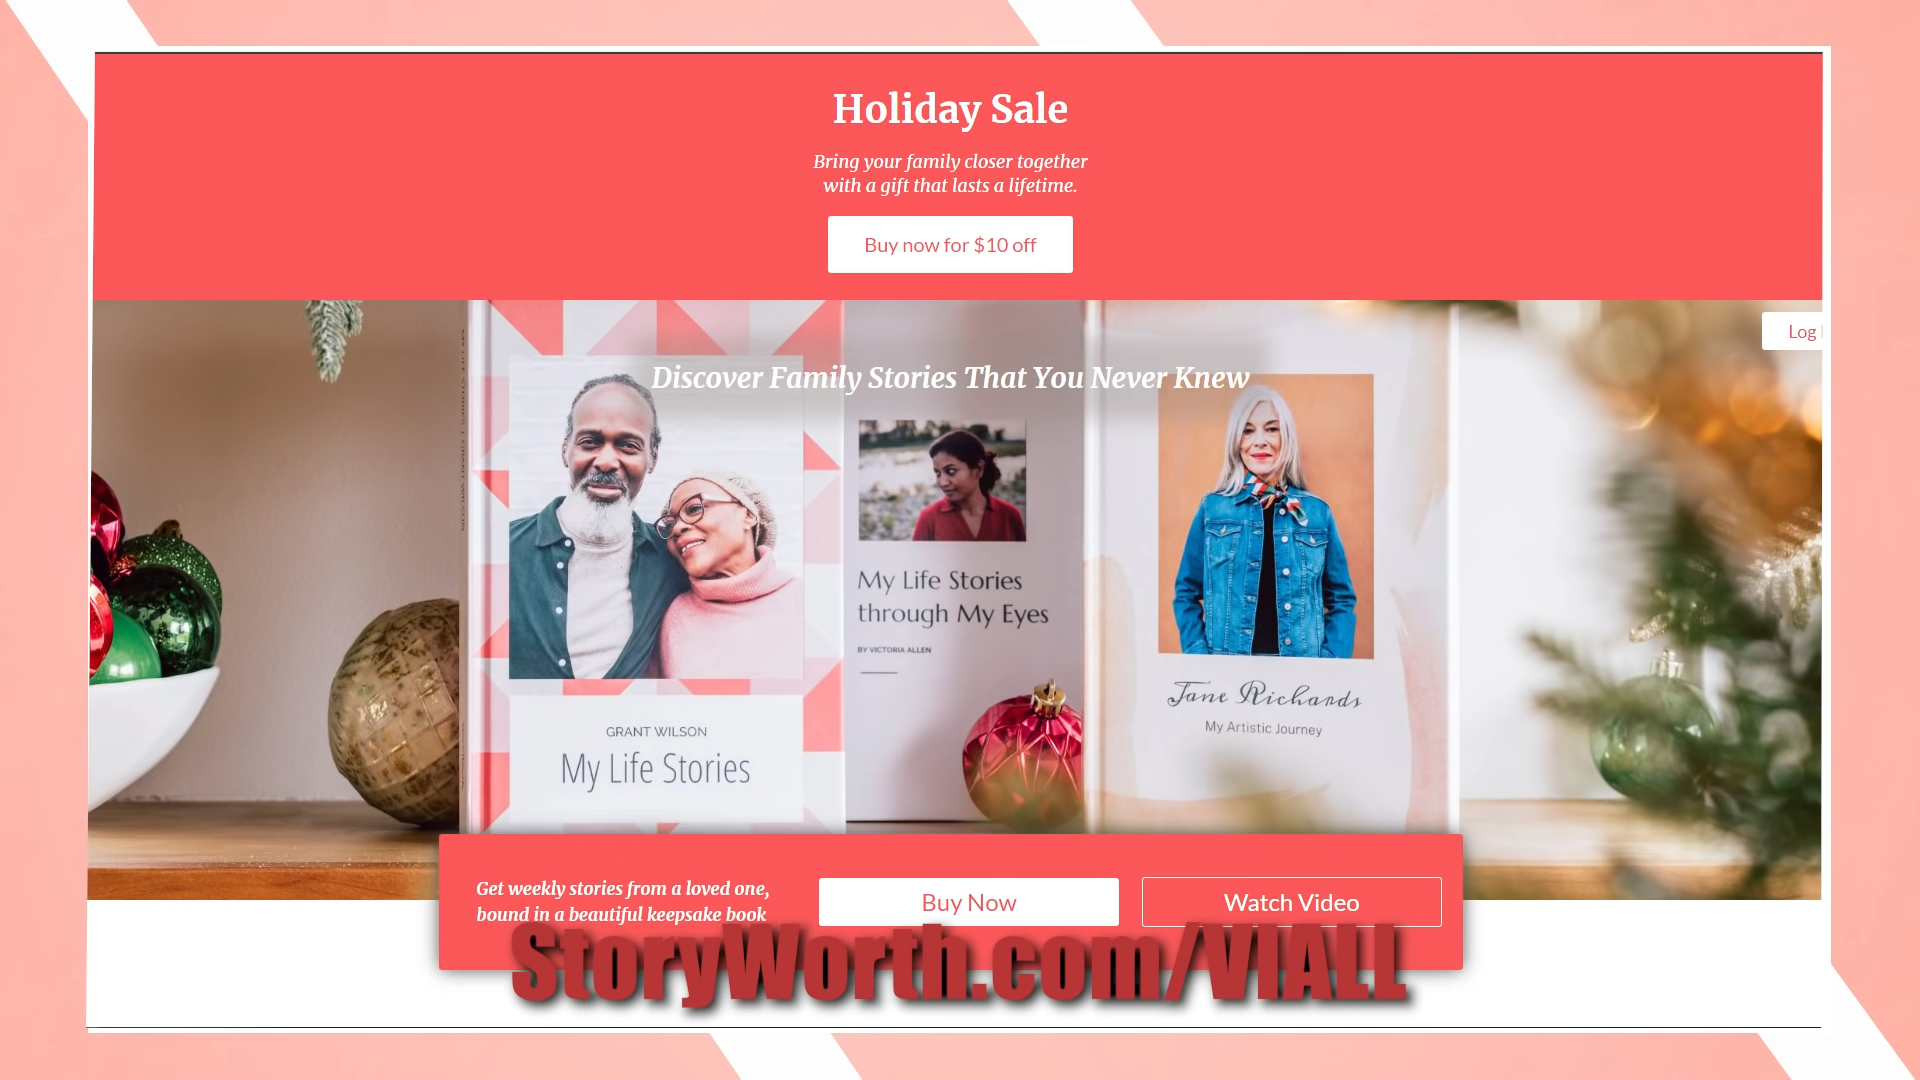 Holiday Sale
Bring your family closer together
with a gift that lasts a lifetime.
Buy now for $10 off
Log
Discover Family Stories That You Never Knew
My Life Stories
through My Eyes
BY VICTORIA ALLEN
Jane Richards
My Artistic Journey
GRANT WILSON
My Life Stories
Get weekly stories from a loved one,
bound in a beautiful keepsake book
Buy Now
Watch Video
StoryWorth.com/VIALL